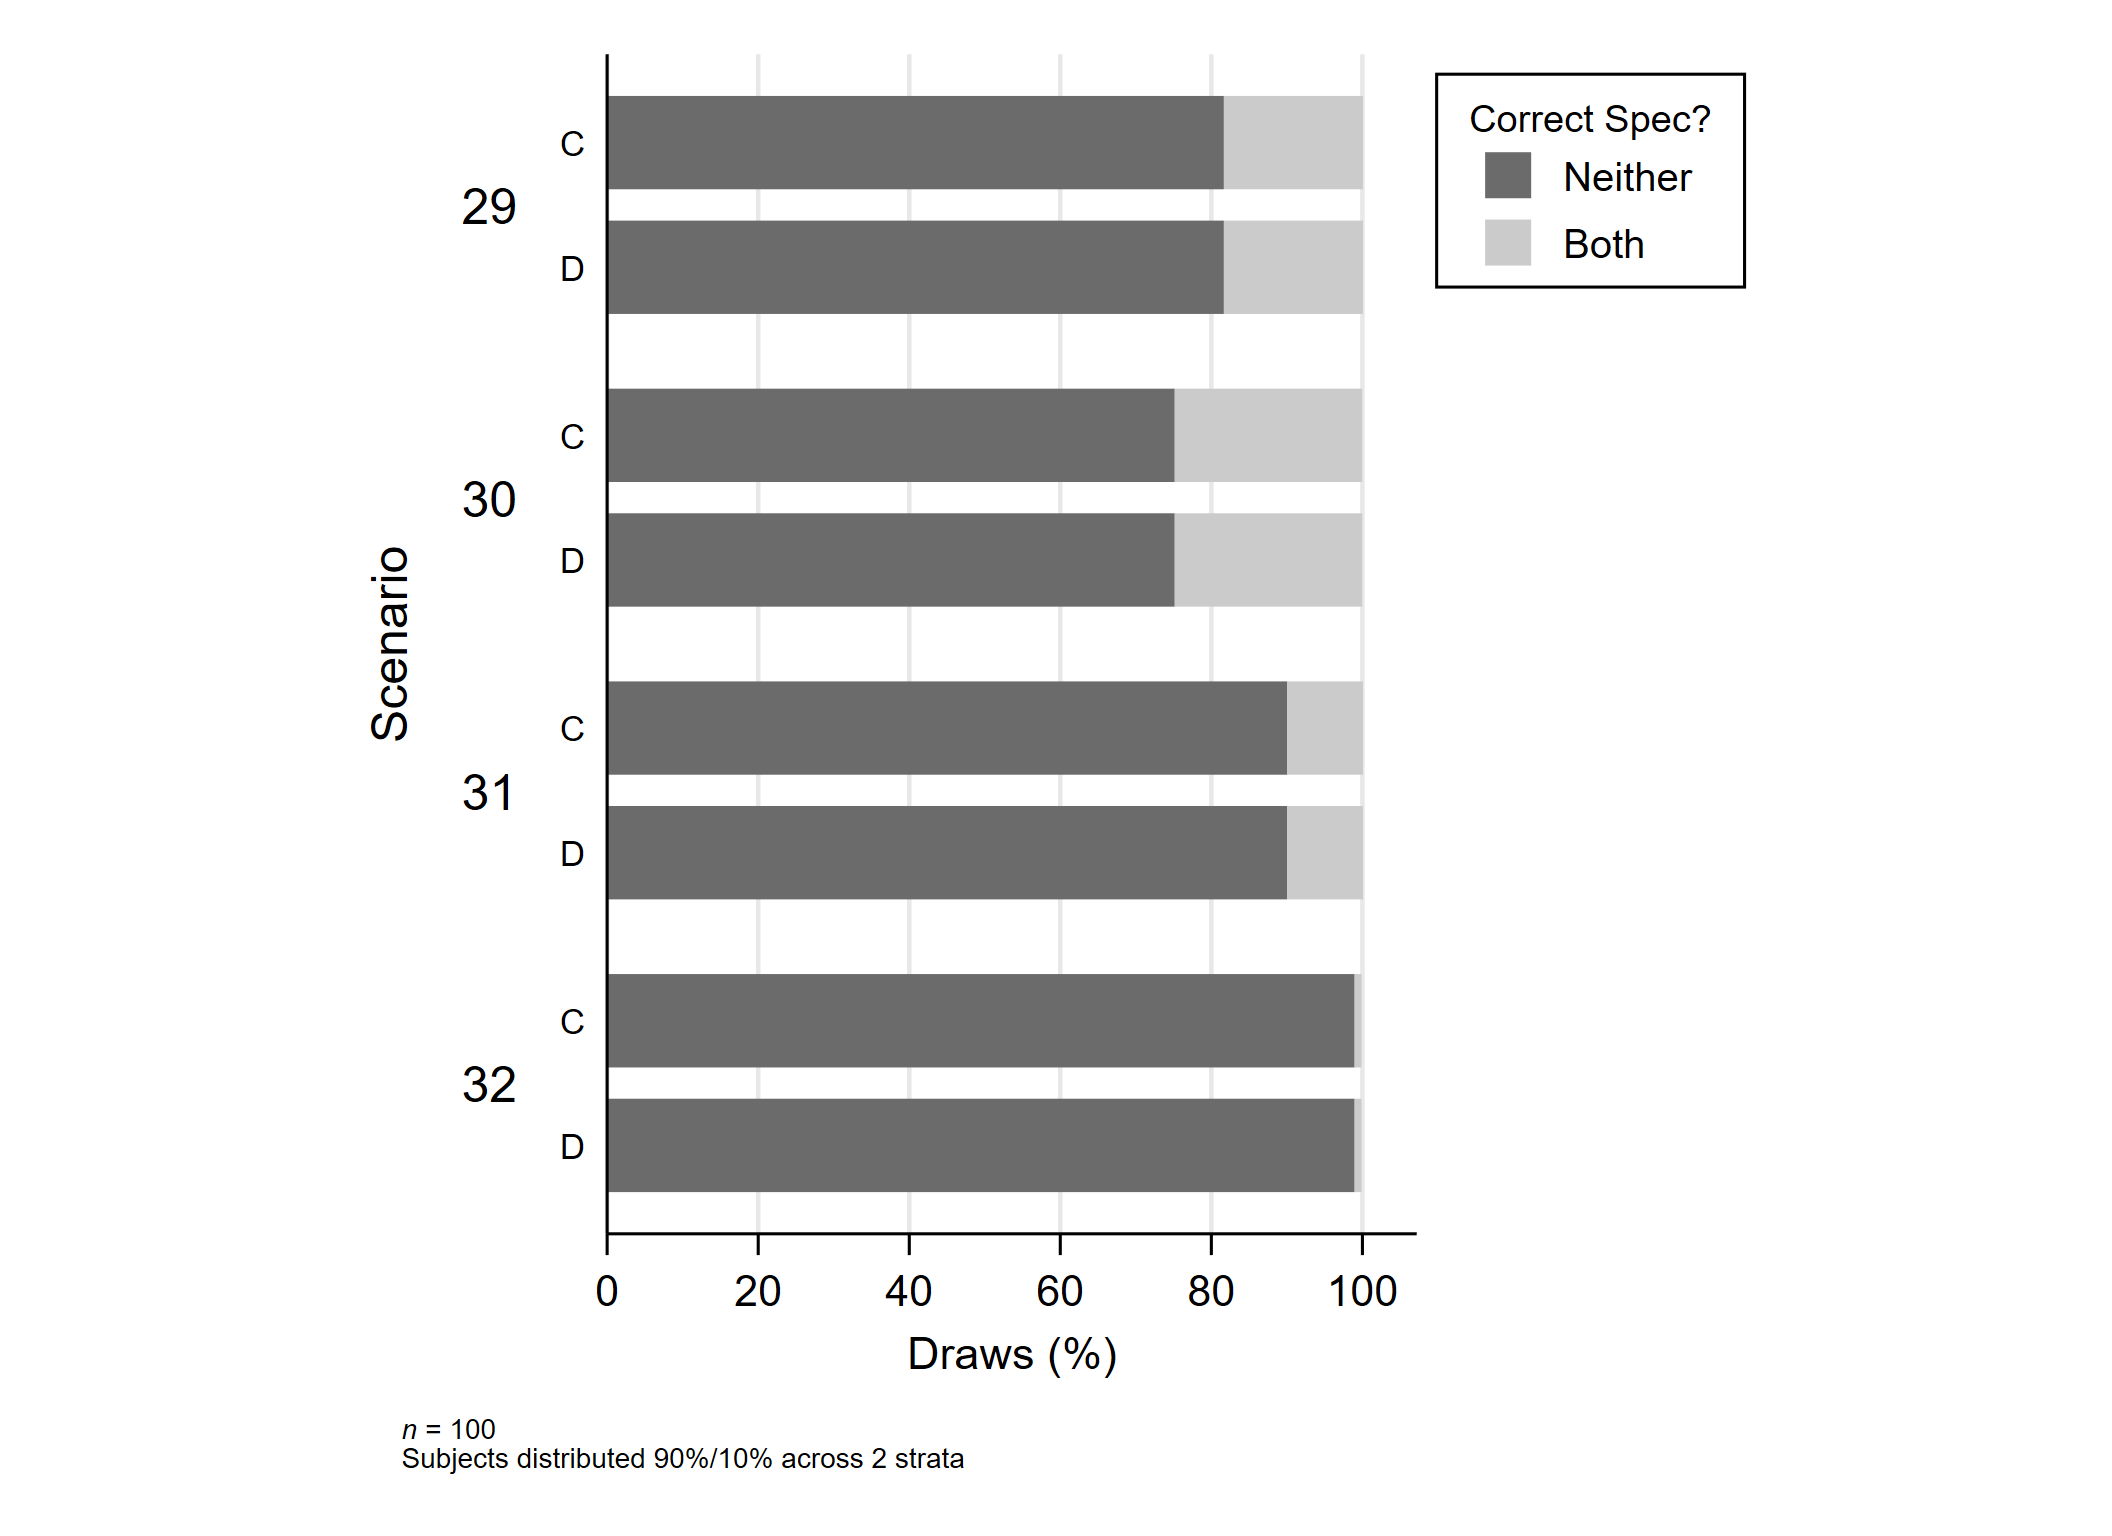 Correct Spec?
Neither
Both
Scenario
29
C
D
30
C
D
31
C
D
32
C
D
0 20 40 60 80 100
Draws (%)
n = 100
Subjects distributed 90%/10% across 2 strata